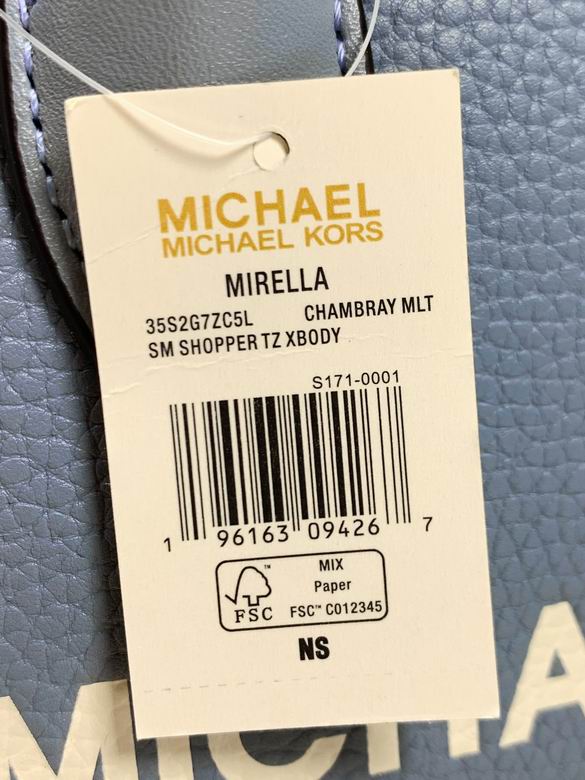 MICHAEL
MICHAEL KORS
MIRELLA
35S2G7ZC5L CHAMBRAY MLT
SM SHOPPER TZ XBODY
S171-0001
1 96163 09426 7
FSC™
MIX
Paper
FSC™ C012345
NS
MICHA